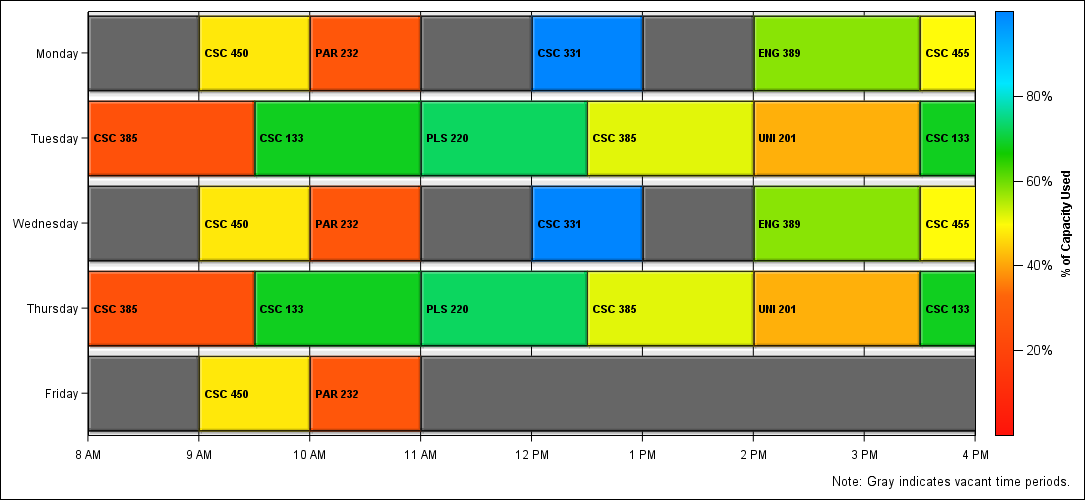 Monday
CSC 450
PAR 232
CSC 331
ENG 389
CSC 455
Tuesday
CSC 385
CSC 133
PLS 220
CSC 385
UNI 201
CSC 133
Wednesday
CSC 450
PAR 232
CSC 331
ENG 389
CSC 455
Thursday
CSC 385
CSC 133
PLS 220
CSC 385
UNI 201
CSC 133
Friday
CSC 450
PAR 232
8 AM
9 AM
10 AM
11 AM
12 PM
1 PM
2 PM
3 PM
4 PM
80%
60%
40%
20%
% of Capacity Used
Note: Gray indicates vacant time periods.